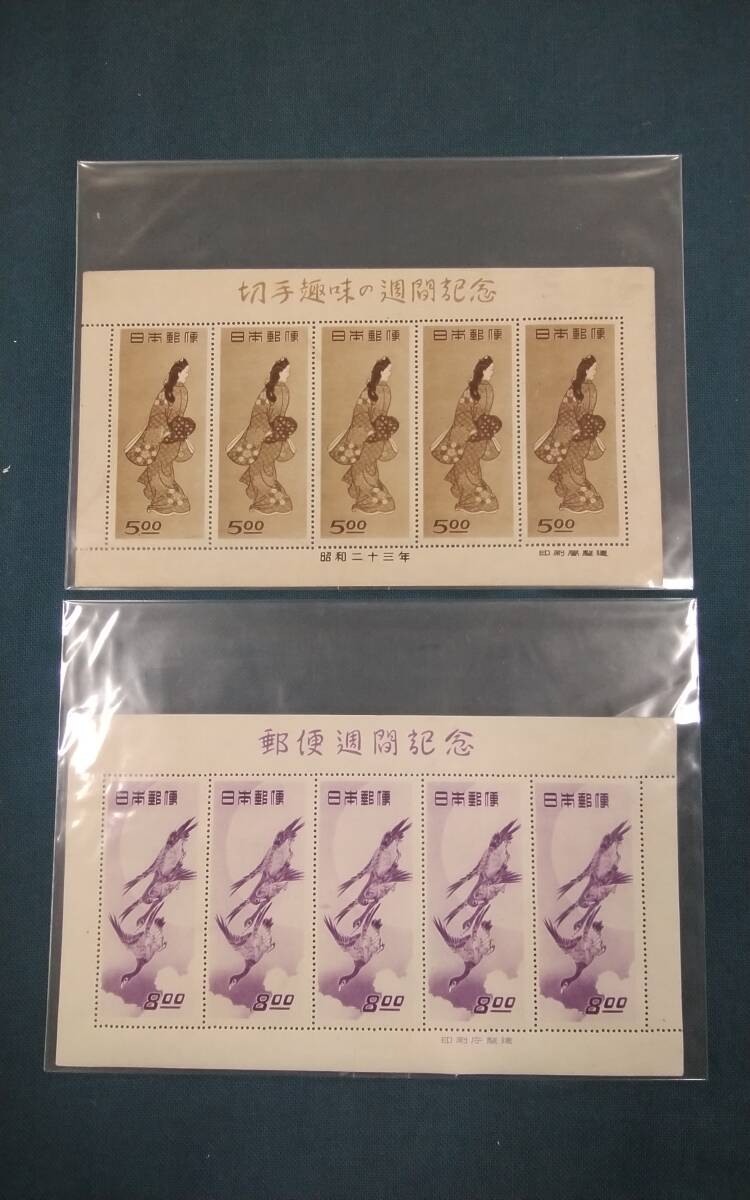 切手趣味の週間記念
日本郵便 日本郵便 日本郵便 日本郵便 日本郵便
5.00 5.00 5.00 5.00 5.00
昭和二十三年 印刷局製造
郵便週間記念
日本郵便 日本郵便 日本郵便 日本郵便 日本郵便
8.00 8.00 8.00 8.00 8.00
印刷庁製造